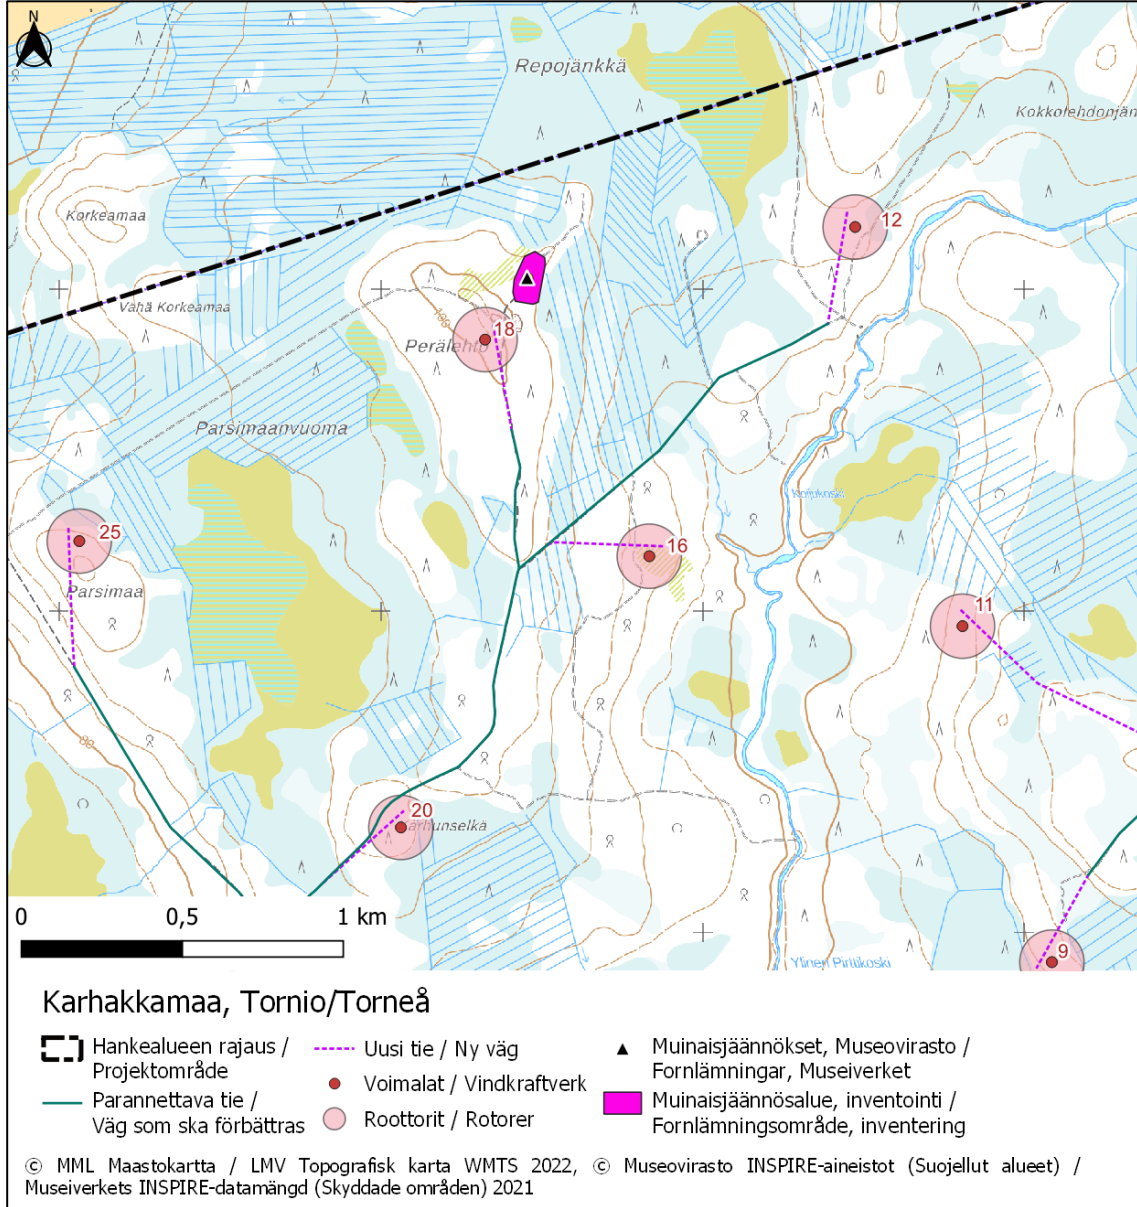 N
Repojänkkä
Kokkolehdonjän
Korkeamaa
12
Vähä Korkeamaa
18
Perälehto
Parsimaanvuoma
25
16
Parsimaa
11
80
20
Karhunselkä
9
Ylinen Pirttikoski
0 0,5 1 km
Karhakkamaa, Tornio/Torneå
Hankealueen rajaus /
Projektområde
Parannettava tie /
Väg som ska förbättras
Uusi tie / Ny väg
Voimalat / Vindkraftverk
Roottorit / Rotorer
Muinaisjäännökset, Museovirasto /
Fornlämningar, Museiverket
Muinaisjäännösalue, inventointi /
Fornlämningsområde, inventering
© MML Maastokartta / LMV Topografisk karta WMTS 2022, © Museovirasto INSPIRE-aineistot (Suojellut alueet) /
Museiverkets INSPIRE-datamängd (Skyddade områden) 2021